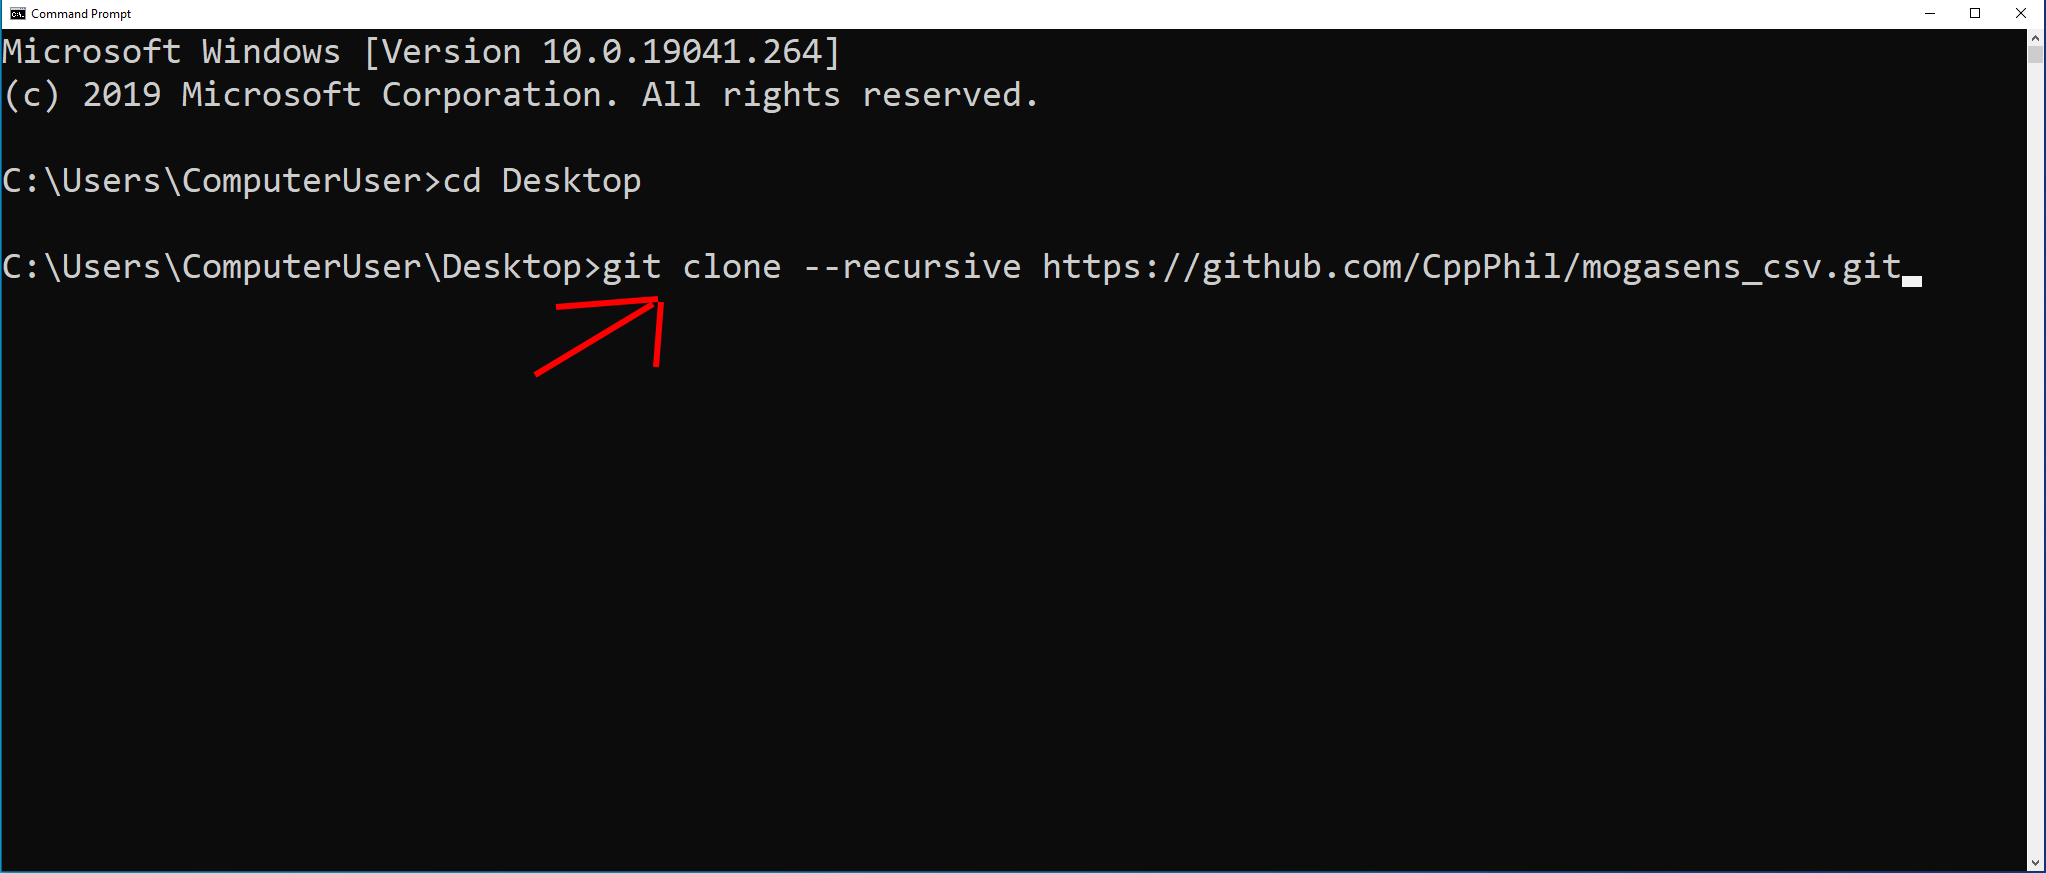 Command Prompt
Microsoft Windows [Version 10.0.19041.264]
(c) 2019 Microsoft Corporation. All rights reserved.
C:\Users\ComputerUser>cd Desktop
C:\Users\ComputerUser\Desktop>git clone --recursive https://github.com/CppPhil/mogasens_csv.git